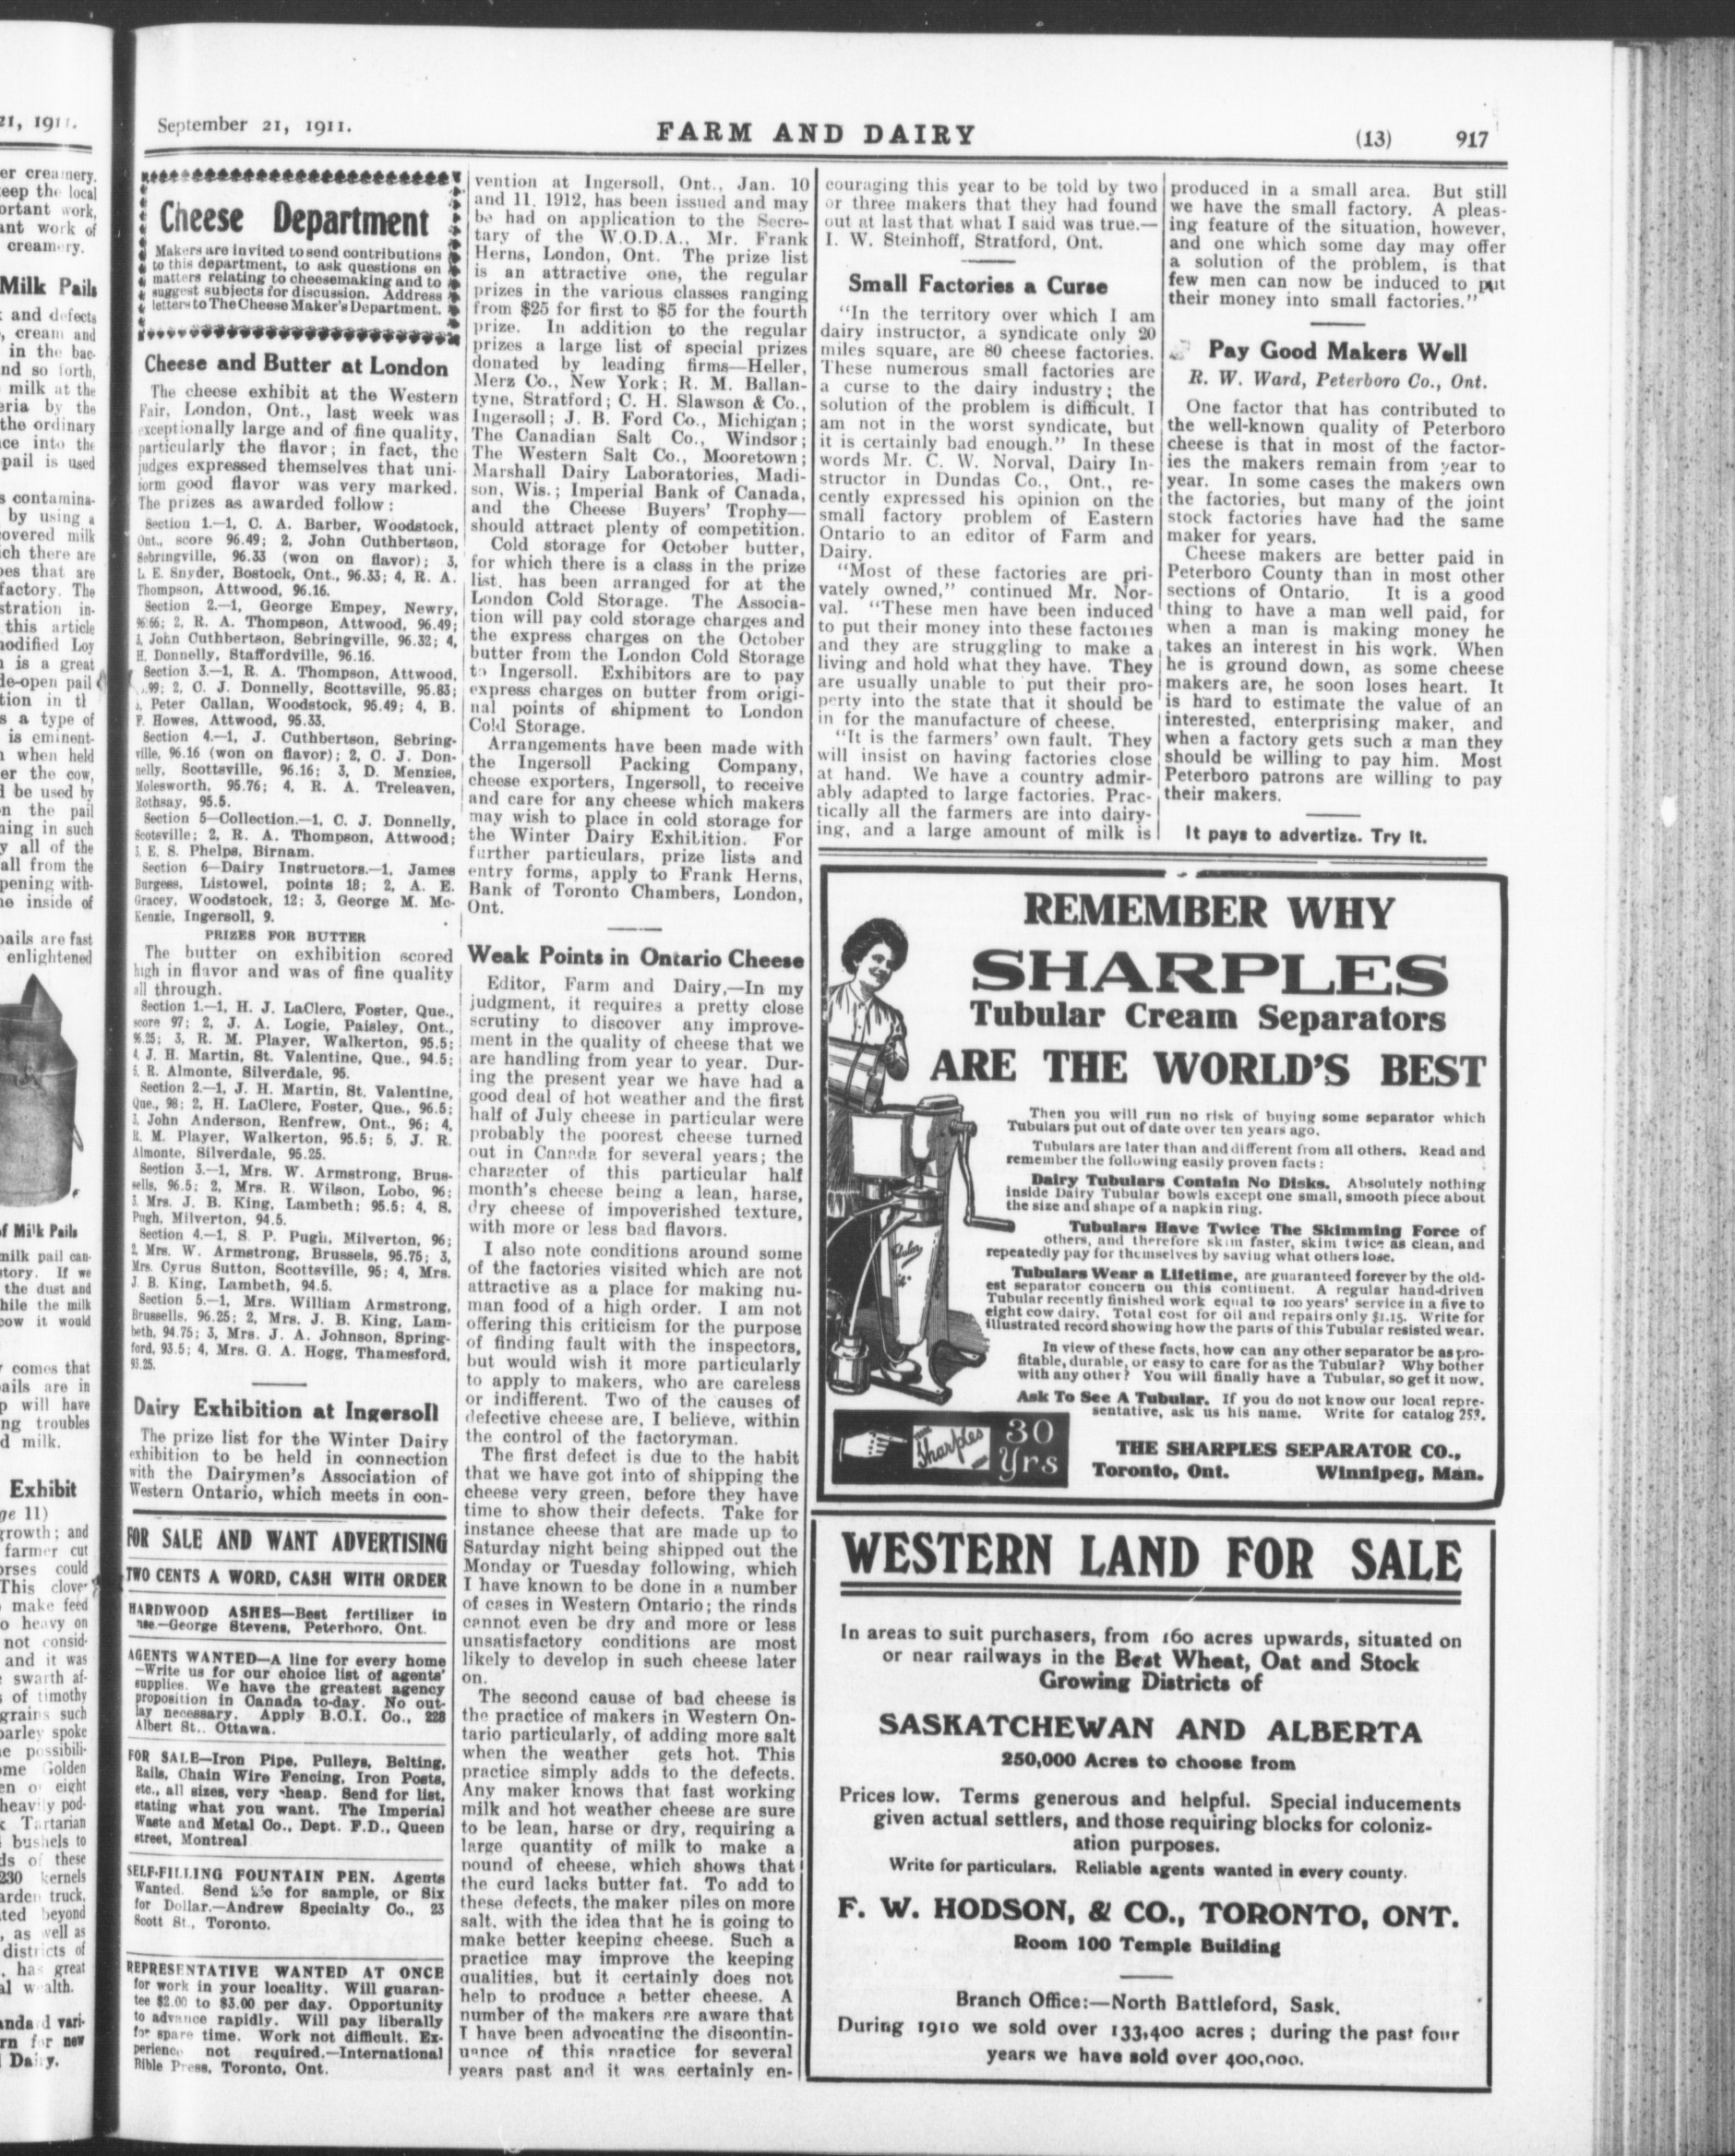 September 21, 1911.
FARM AND DAIRY
(13) 917
Cheese Department
Makers are invited to send contributions
to this department, to ask questions on
matters relating to cheesemaking and to
suggest subjects for discussion. Address
letters to The Cheese Maker's Department.
Cheese and Butter at London
The cheese exhibit at the Western
Fair, London, Ont., last week was
exceptionally large and of fine quality,
particularly the flavor; in fact, the
judges expressed themselves that uni-
form good flavor was very marked.
The prizes as awarded follow:
Section 1.—1, C. A. Barber, Woodstock,
Ont., score 96.49; 2, John Cuthbertson,
Sebringville, 96.33 (won on flavor); 3,
L. E. Snyder, Bostock, Ont., 96.33; 4, R. A.
Thompson, Attwood, 96.16.
Section 2.—1, George Empey, Newry,
96.66; 2, R. A. Thompson, Attwood, 96.49;
3, John Cuthbertson, Sebringville, 96.32; 4,
H. Donnelly, Staffordville, 96.16.
Section 3.—1, R. A. Thompson, Attwood,
.99; 2, C. J. Donnelly, Scottsville, 95.83;
3, Peter Callan, Woodstock, 95.49; 4, B.
F. Howes, Attwood, 95.33.
Section 4.—1, J. Cuthbertson, Sebring-
ville, 96.16 (won on flavor); 2, C. J. Don-
nelly, Scottsville, 96.16; 3, D. Menzies,
Molesworth, 95.76; 4, R. A. Treleaven,
Rothsay, 95.5.
Section 5—Collection.—1, C. J. Donnelly,
Scotsville; 2, R. A. Thompson, Attwood;
3, E. S. Phelps, Birnam.
Section 6—Dairy Instructors.—1, James
Burgess, Listowel, points 18; 2, A. E.
Gracey, Woodstock, 12; 3, George M. Mc-
Kenzie, Ingersoll, 9.
PRIZES FOR BUTTER
The butter on exhibition scored
high in flavor and was of fine quality
all through.
Section 1.—1, H. J. LaClerc, Foster, Que.,
score 97; 2, J. A. Logie, Paisley, Ont.,
96.25; 3, R. M. Player, Walkerton, 95.5;
4, J. H. Martin, St. Valentine, Que., 94.5;
5, R. Almonte, Silverdale, 95.
Section 2.—1, J. H. Martin, St. Valentine,
Que., 98; 2, H. LaClerc, Foster, Que., 96.5;
3, John Anderson, Renfrew, Ont., 96; 4,
R. M. Player, Walkerton, 95.5; 5, J. R.
Almonte, Silverdale, 95.25.
Section 3.—1, Mrs. W. Armstrong, Brus-
sells, 96.5; 2, Mrs. R. Wilson, Lobo, 96;
3, Mrs. J. B. King, Lambeth; 95.5; 4, S.
Pugh, Milverton, 94.5.
Section 4.—1, S. P. Pugh, Milverton, 96;
2, Mrs. W. Armstrong, Brussels, 95.75; 3,
Mrs. Cyrus Sutton, Scottsville, 95; 4, Mrs.
J. B. King, Lambeth, 94.5.
Section 5.—1, Mrs. William Armstrong,
Brussells, 96.25; 2, Mrs. J. B. King, Lam-
beth, 94.75; 3, Mrs. J. A. Johnson, Spring-
ford, 93.5; 4, Mrs. G. A. Hogg, Thamesford,
93.25.
Dairy Exhibition at Ingersoll
The prize list for the Winter Dairy
exhibition to be held in connection
with the Dairymen's Association of
Western Ontario, which meets in con-
FOR SALE AND WANT ADVERTISING
TWO CENTS A WORD, CASH WITH ORDER
HARDWOOD ASHES—Best fertilizer in
use.—George Stevens, Peterboro, Ont.
AGENTS WANTED—A line for every home
—Write us for our choice list of agents'
supplies. We have the greatest agency
proposition in Canada to-day. No out-
lay necessary. Apply B.C.I. Co., 228
Albert St., Ottawa.
FOR SALE—Iron Pipe, Pulleys, Belting,
Rails, Chain Wire Fencing, Iron Posts,
etc., all sizes, very cheap. Send for list,
stating what you want. The Imperial
Waste and Metal Co., Dept. F.D., Queen
street, Montreal
SELF-FILLING FOUNTAIN PEN. Agents
Wanted. Send for sample, or Six
for Dollar.—Andrew Specialty Co., 23
Scott St., Toronto.
REPRESENTATIVE WANTED AT ONCE
for work in your locality. Will guaran-
tee $2.00 to $3.00 per day. Opportunity
to advance rapidly. Will pay liberally
for spare time. Work not difficult. Ex-
perience not required.—International
Bible Press, Toronto, Ont.
vention at Ingersoll, Ont., Jan. 10
and 11, 1912, has been issued and may
be had on application to the Secre-
tary of the W.O.D.A., Mr. Frank
Herns, London, Ont. The prize list
is an attractive one, the regular
prizes in the various classes ranging
from $25 for first to $5 for the fourth
prize. In addition to the regular
prizes a large list of special prizes
donated by leading firms—Heller,
Merz Co., New York; R. M. Ballan-
tyne, Stratford; C. H. Slawson & Co.,
Ingersoll; J. B. Ford Co., Michigan;
The Canadian Salt Co., Windsor;
The Western Salt Co., Mooretown;
Marshall Dairy Laboratories, Madi-
son, Wis.; Imperial Bank of Canada,
and the Cheese Buyers' Trophy—
should attract plenty of competition.
Cold storage for October butter,
for which there is a class in the prize
list, has been arranged for at the
London Cold Storage. The Associa-
tion will pay cold storage charges and
the express charges on the October
butter from the London Cold Storage
to Ingersoll. Exhibitors are to pay
express charges on butter from origi-
nal points of shipment to London
Cold Storage.
Arrangements have been made with
the Ingersoll Packing Company,
cheese exporters, Ingersoll, to receive
and care for any cheese which makers
may wish to place in cold storage for
the Winter Dairy Exhibition. For
further particulars, prize lists and
entry forms, apply to Frank Herns,
Bank of Toronto Chambers, London,
Ont.
Weak Points in Ontario Cheese
Editor, Farm and Dairy,—In my
judgment, it requires a pretty close
scrutiny to discover any improve-
ment in the quality of cheese that we
are handling from year to year. Dur-
ing the present year we have had a
good deal of hot weather and the first
half of July cheese in particular were
probably the poorest cheese turned
out in Canada for several years; the
character of this particular half
month's cheese being a lean, harse,
dry cheese of impoverished texture,
with more or less bad flavors.
I also note conditions around some
of the factories visited which are not
attractive as a place for making nu-
man food of a high order. I am not
offering this criticism for the purpose
of finding fault with the inspectors,
but would wish it more particularly
to apply to makers, who are careless
or indifferent. Two of the causes of
defective cheese are, I believe, within
the control of the factoryman.
The first defect is due to the habit
that we have got into of shipping the
cheese very green, before they have
time to show their defects. Take for
instance cheese that are made up to
Saturday night being shipped out the
Monday or Tuesday following, which
I have known to be done in a number
of cases in Western Ontario; the rinds
cannot even be dry and more or less
unsatisfactory conditions are most
likely to develop in such cheese later
on.
The second cause of bad cheese is
the practice of makers in Western On-
tario particularly, of adding more salt
when the weather gets hot. This
practice simply adds to the defects.
Any maker knows that fast working
milk and hot weather cheese are sure
to be lean, harse or dry, requiring a
large quantity of milk to make a
pound of cheese, which shows that
the curd lacks butter fat. To add to
these defects, the maker piles on more
salt, with the idea that he is going to
make better keeping cheese. Such a
practice may improve the keeping
qualities, but it certainly does not
help to produce a better cheese. A
number of the makers are aware that
I have been advocating the discontin-
uance of this practice for several
years past and it was certainly en-
couraging this year to be told by two
or three makers that they had found
out at last that what I said was true.—
I. W. Steinhoff, Stratford, Ont.
Small Factories a Curse
"In the territory over which I am
dairy instructor, a syndicate only 20
miles square, are 80 cheese factories.
These numerous small factories are
a curse to the dairy industry; the
solution of the problem is difficult. I
am not in the worst syndicate, but
it is certainly bad enough." In these
words Mr. C. W. Norval, Dairy In-
structor in Dundas Co., Ont., re-
cently expressed his opinion on the
small factory problem of Eastern
Ontario to an editor of Farm and
Dairy.
"Most of these factories are pri-
vately owned," continued Mr. Nor-
val. "These men have been induced
to put their money into these factories
and they are struggling to make a
living and hold what they have. They
are usually unable to put their pro-
perty into the state that it should be
in for the manufacture of cheese.
"It is the farmers' own fault. They
will insist on having factories close
at hand. We have a country admir-
ably adapted to large factories. Prac-
tically all the farmers are into dairy-
ing, and a large amount of milk is
produced in a small area. But still
we have the small factory. A pleas-
ing feature of the situation, however,
and one which some day may offer
a solution of the problem, is that
few men can now be induced to put
their money into small factories."
Pay Good Makers Well
R. W. Ward, Peterboro Co., Ont.
One factor that has contributed to
the well-known quality of Peterboro
cheese is that in most of the factor-
ies the makers remain from year to
year. In some cases the makers own
the factories, but many of the joint
stock factories have had the same
maker for years.
Cheese makers are better paid in
Peterboro County than in most other
sections of Ontario. It is a good
thing to have a man well paid, for
when a man is making money he
takes an interest in his work. When
he is ground down, as some cheese
makers are, he soon loses heart. It
is hard to estimate the value of an
interested, enterprising maker, and
when a factory gets such a man they
should be willing to pay him. Most
Peterboro patrons are willing to pay
their makers.
It pays to advertize. Try it.
REMEMBER WHY
SHARPLES
Tubular Cream Separators
ARE THE WORLD'S BEST
Then you will run no risk of buying some separator which
Tubulars put out of date over ten years ago.
Tubulars are later than and different from all others. Read and
remember the following easily proven facts:
Dairy Tubulars Contain No Disks. Absolutely nothing
inside Dairy Tubular bowls except one small, smooth piece about
the size and shape of a napkin ring.
Tubulars Have Twice The Skimming Force of
others, and therefore skim faster, skim twice as clean, and
repeatedly pay for themselves by saving what others lose.
Tubulars Wear a Lifetime, are guaranteed forever by the old-
est separator concern on this continent. A regular hand-driven
Tubular recently finished work equal to 100 years' service in a five to
eight cow dairy. Total cost for oil and repairs only $1.15. Write for
illustrated record showing how the parts of this Tubular resisted wear.
In view of these facts, how can any other separator be as pro-
fitable, durable, or easy to care for as the Tubular? Why bother
with any other? You will finally have a Tubular, so get it now.
Ask To See A Tubular. If you do not know our local repre-
sentative, ask us his name. Write for catalog 253.
Sharples
30
Yrs
THE SHARPLES SEPARATOR CO.,
Toronto, Ont. Winnipeg, Man.
WESTERN LAND FOR SALE
In areas to suit purchasers, from 160 acres upwards, situated on
or near railways in the Best Wheat, Oat and Stock
Growing Districts of
SASKATCHEWAN AND ALBERTA
250,000 Acres to choose from
Prices low. Terms generous and helpful. Special inducements
given actual settlers, and those requiring blocks for coloniz-
ation purposes.
Write for particulars. Reliable agents wanted in every county.
F. W. HODSON, & CO., TORONTO, ONT.
Room 100 Temple Building
Branch Office:—North Battleford, Sask.
During 1910 we sold over 133,400 acres; during the past four
years we have sold over 400,000.